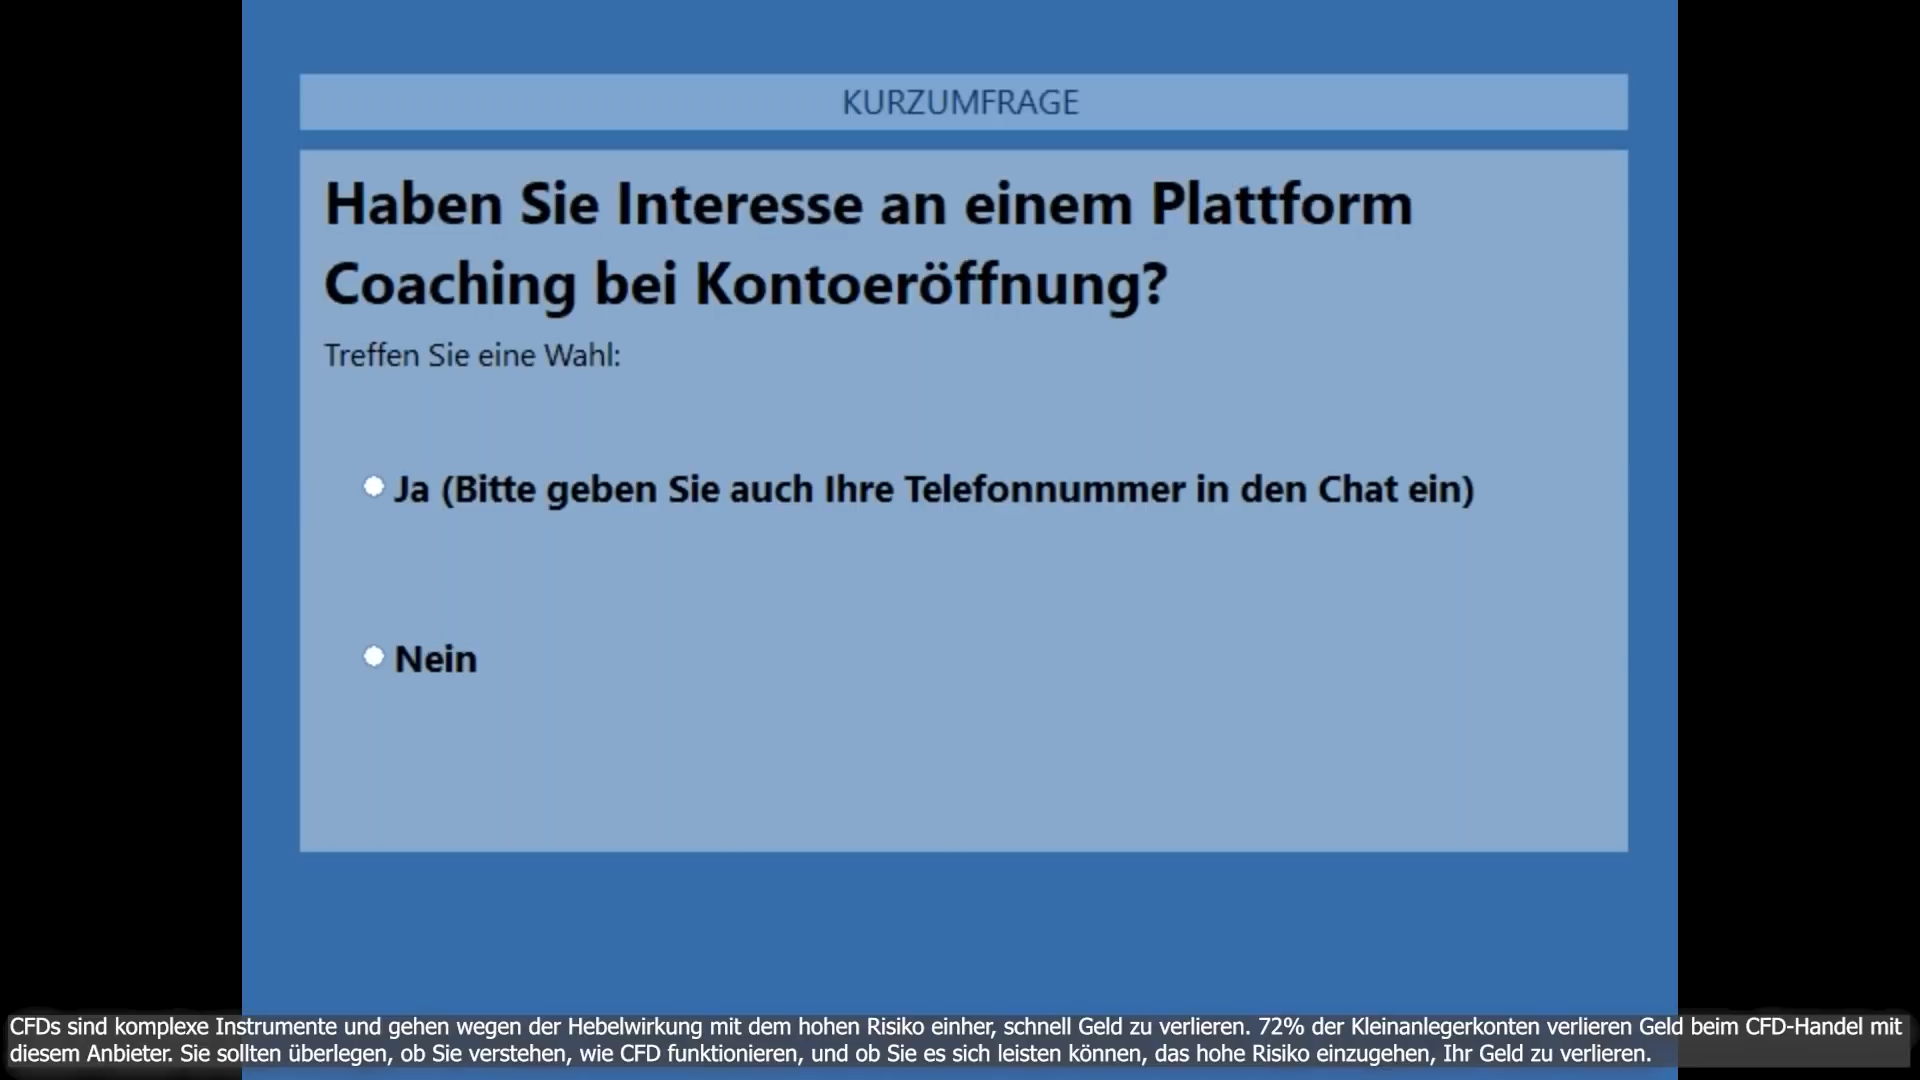 KURZUMFRAGE
Haben Sie Interesse an einem Plattform
Coaching bei Kontoeröffnung?
Treffen Sie eine Wahl:
Ja (Bitte geben Sie auch Ihre Telefonnummer in den Chat ein)
Nein
CFDs sind komplexe Instrumente und gehen wegen der Hebelwirkung mit dem hohen Risiko einher, schnell Geld zu verlieren. 72% der Kleinanlegerkonten verlieren Geld beim CFD-Handel mit
diesem Anbieter. Sie sollten überlegen, ob Sie verstehen, wie CFD funktionieren, und ob Sie es sich leisten können, das hohe Risiko einzugehen, Ihr Geld zu verlieren.